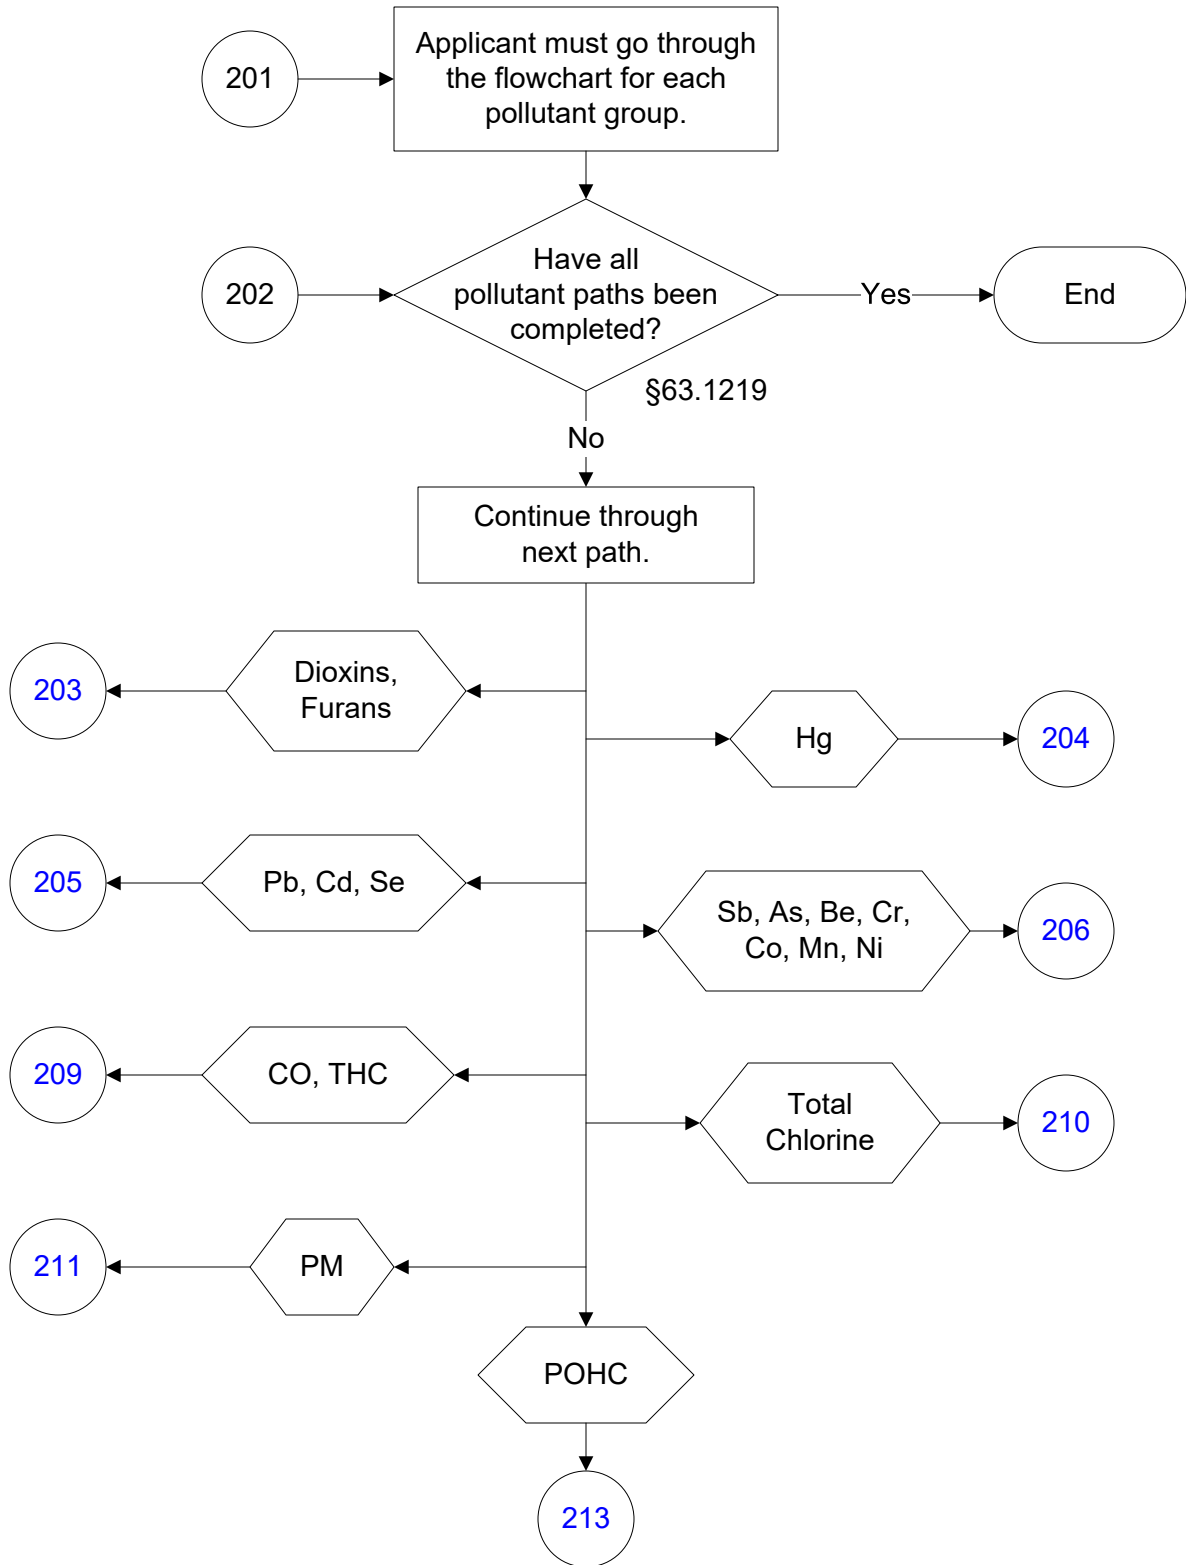 201
Applicant must go through
the flowchart for each
pollutant group.
202
Have all
pollutant paths been
completed?
Yes
End
§63.1219
No
Continue through
next path.
203
Dioxins,
Furans
Hg
204
205
Pb, Cd, Se
Sb, As, Be, Cr,
Co, Mn, Ni
206
209
CO, THC
Total
Chlorine
210
211
PM
POHC
213